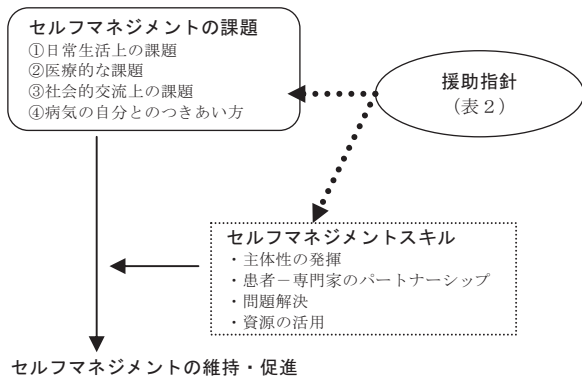 セルフマネジメントの課題
①日常生活上の課題
②医療的な課題
③社会的交流上の課題
④病気の自分とのつきあい方
援助指針
(表２)
セルフマネジメントスキル
・主体性の発揮
・患者－専門家のパートナーシップ
・問題解決
・資源の活用
セルフマネジメントの維持・促進